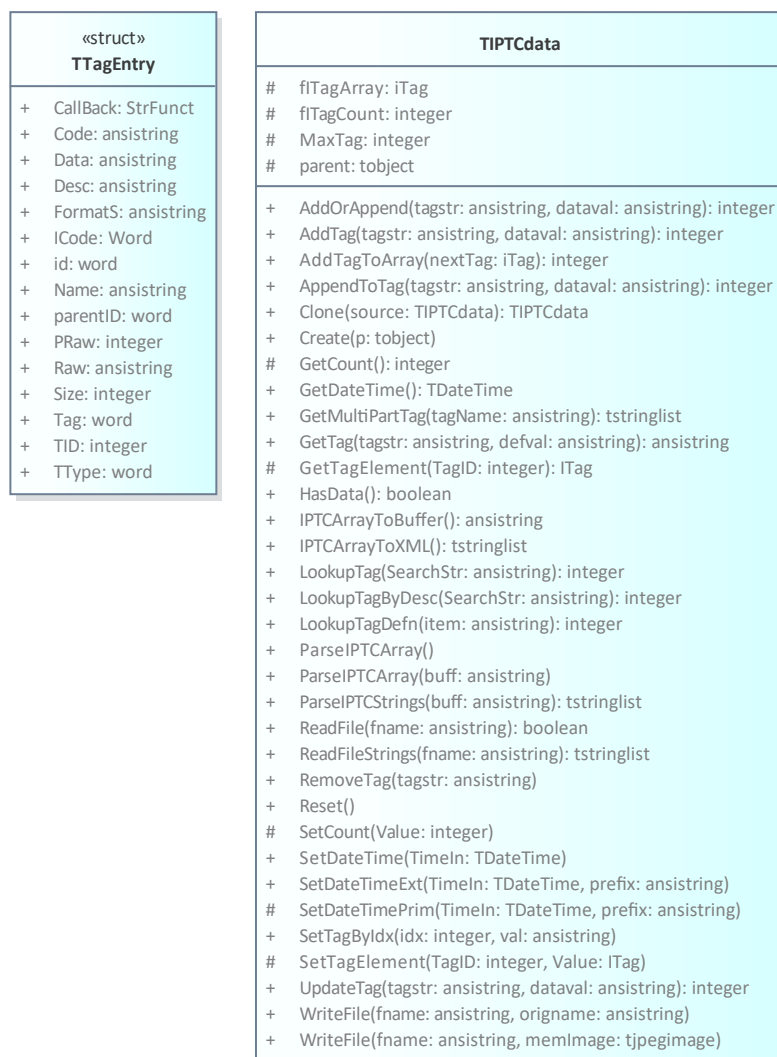 «struct»
TTagEntry
+ CallBack: StrFunct
+ Code: ansistring
+ Data: ansistring
+ Desc: ansistring
+ FormatS: ansistring
+ ICode: Word
+ id: word
+ Name: ansistring
+ parentID: word
+ PRaw: integer
+ Raw: ansistring
+ Size: integer
+ Tag: word
+ TID: integer
+ TType: word
TIPTCdata
# fITagArray: iTag
# fITagCount: integer
# MaxTag: integer
# parent: tobject
+ AddOrAppend(tagstr: ansistring, dataval: ansistring): integer
+ AddTag(tagstr: ansistring, dataval: ansistring): integer
+ AddTagToArray(nextTag: iTag): integer
+ AppendToTag(tagstr: ansistring, dataval: ansistring): integer
+ Clone(source: TIPTCdata): TIPTCdata
+ Create(p: tobject)
# GetCount(): integer
+ GetDateTime(): TDateTime
+ GetMultiPartTag(tagName: ansistring): tstringlist
+ GetTag(tagstr: ansistring, defval: ansistring): ansistring
# GetTagElement(TagID: integer): ITag
+ HasData(): boolean
+ IPTCArrayToBuffer(): ansistring
+ IPTCArrayToXML(): tstringlist
+ LookupTag(SearchStr: ansistring): integer
+ LookupTagByDesc(SearchStr: ansistring): integer
+ LookupTagDefn(item: ansistring): integer
+ ParseIPTCArray()
+ ParseIPTCArray(buff: ansistring)
+ ParseIPTCStrings(buff: ansistring): tstringlist
+ ReadFile(fname: ansistring): boolean
+ ReadFileStrings(fname: ansistring): tstringlist
+ RemoveTag(tagstr: ansistring)
+ Reset()
# SetCount(Value: integer)
+ SetDateTime(TimeIn: TDateTime)
+ SetDateTimeExt(TimeIn: TDateTime, prefix: ansistring)
# SetDateTimePrim(TimeIn: TDateTime, prefix: ansistring)
+ SetTagByIdx(idx: integer, val: ansistring)
# SetTagElement(TagID: integer, Value: ITag)
+ UpdateTag(tagstr: ansistring, dataval: ansistring): integer
+ WriteFile(fname: ansistring, origname: ansistring)
+ WriteFile(fname: ansistring, memImage: tjpegimage)